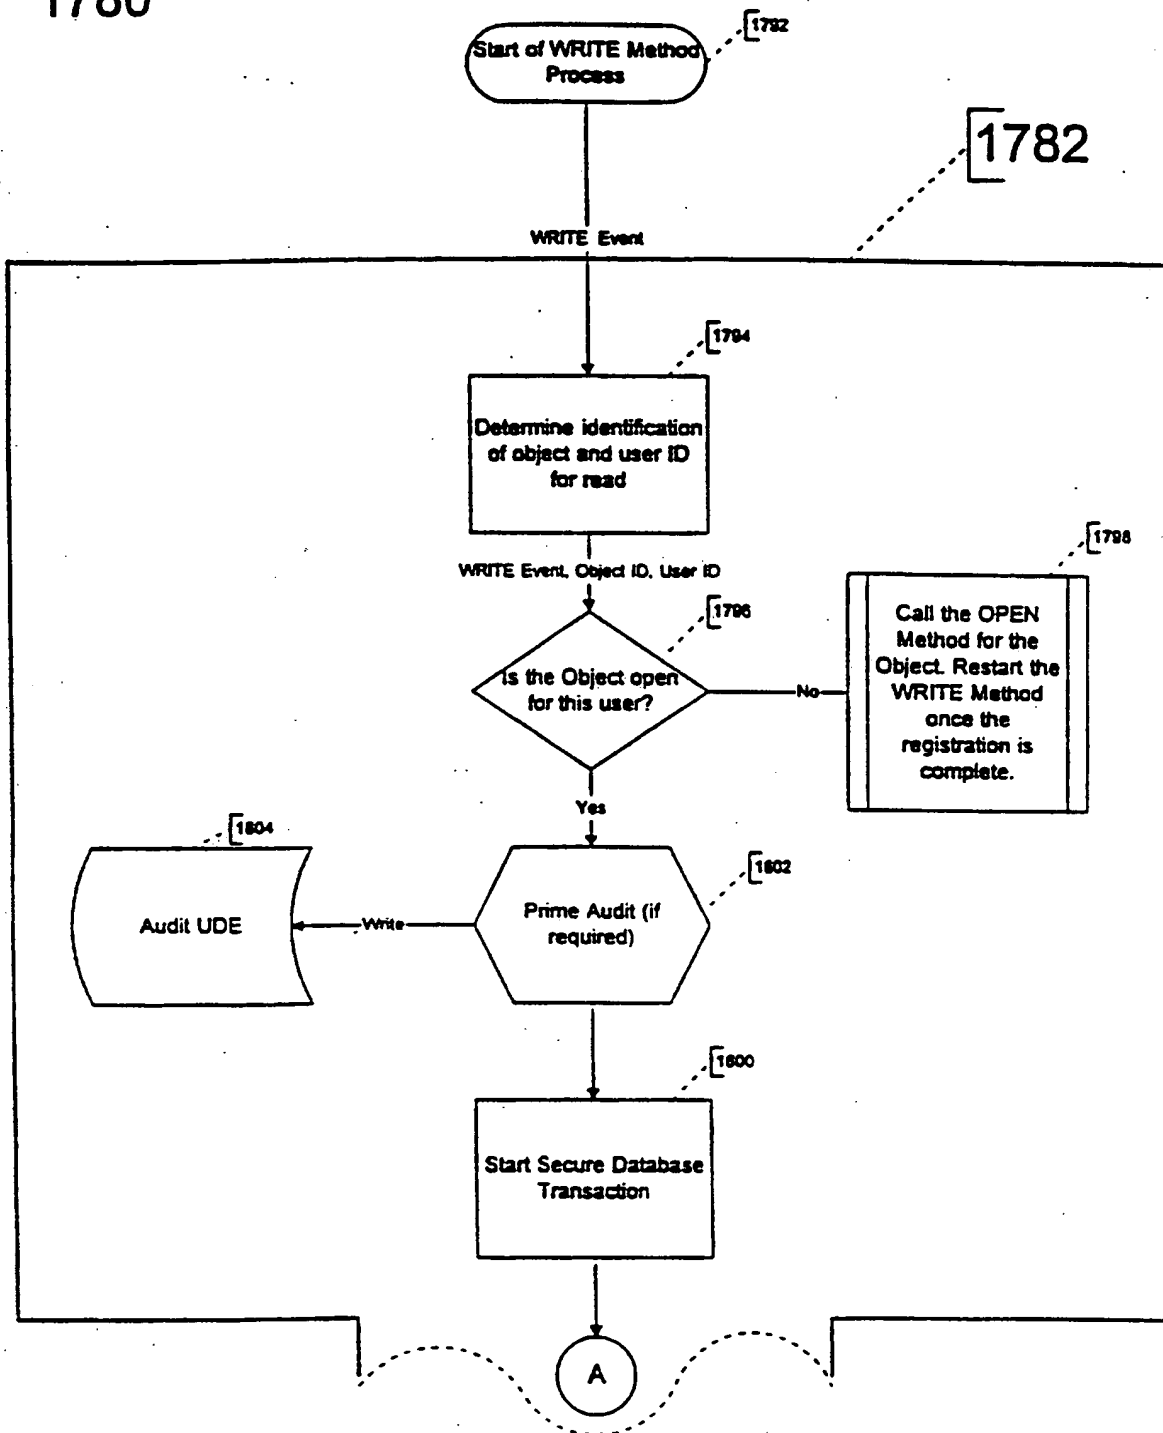 1780
1792
Start of WRITE Method
Process
1782
WRITE Event
1794
Determine identification
of object and user ID
for read
WRITE Event, Object ID, User ID
1796
1798
Is the Object open
for this user?
No
Call the OPEN
Method for the
Object. Restart the
WRITE Method
once the
registration is
complete.
Yes
1804
1802
Audit UDE
Write
Prime Audit (if
required)
1800
Start Secure Database
Transaction
A